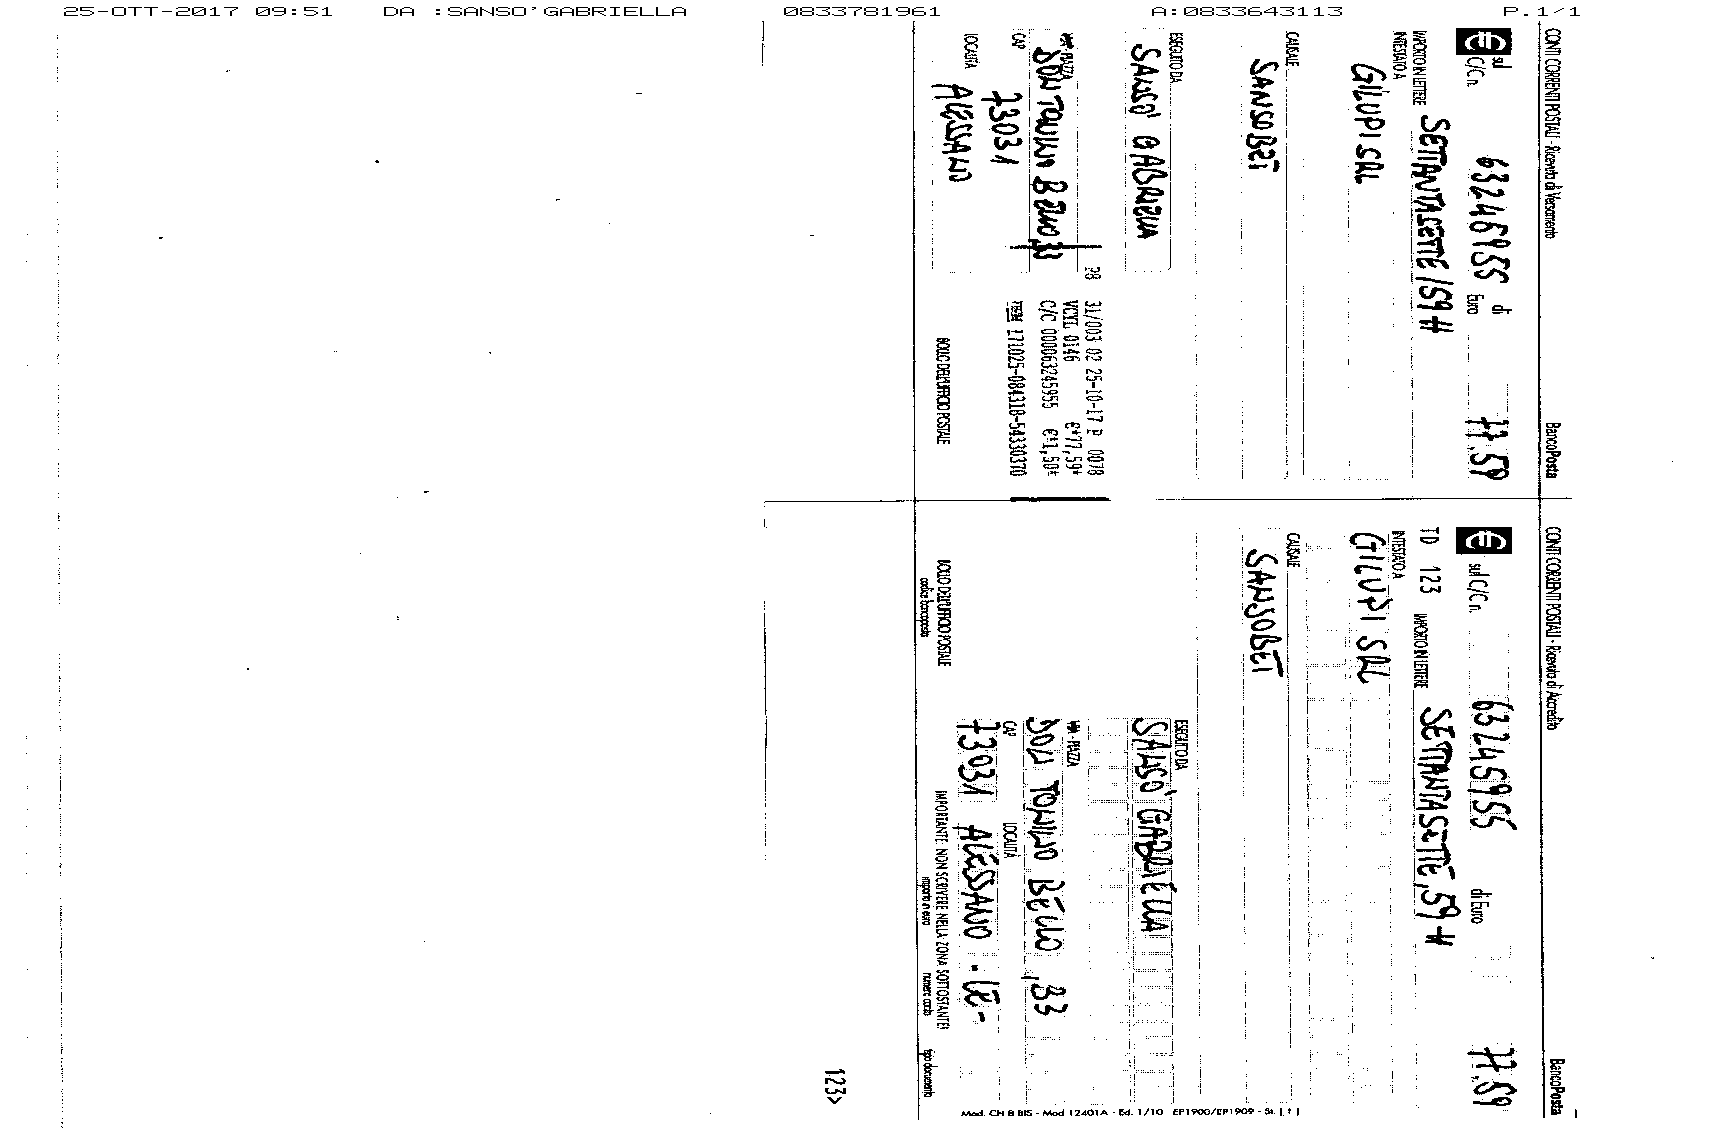 25-OTT-2017 09:51 DA :SANSO'GABRIELLA 0833781961 A:0833643113 P.1/1
CONTI CORRENTI POSTALI - Ricevuta di Versamento BancoPosta
€ sul C/C n. 63245955 di Euro 77,59
IMPORTO IN LETTERE SETTANTASETTE/59#
INTESTATO A
GILUPI SRL
CAUSALE
SANSOBET
ESEGUITO DA
SANSO' GABRIELLA
VIA - PIAZZA
DON TONINO BELLO 33
CAP
73031
LOCALITÀ
ALESSANO
31/003 02 25-10-17 P 0078
VCYL 0146 €*77,59*
C/C 000063245955 €*1,50*
171025-084318-54330370
BOLLO DELL'UFFICIO POSTALE
CONTI CORRENTI POSTALI - Ricevuta di Accredito BancoPosta
€ sul C/C n. 63245955 di Euro 77,59
TD 123 IMPORTO IN LETTERE SETTANTASETTE,59#
INTESTATO A
GILUPI SRL
CAUSALE
SANSOBET
ESEGUITO DA
SANSO' GABRIELLA
VIA - PIAZZA
DON TONINO BELLO ,33
CAP LOCALITÀ
73031 ALESSANO -LE-
BOLLO DELL'UFFICIO POSTALE
codice bancoposta
IMPORTANTE: NON SCRIVERE NELLA ZONA SOTTOSTANTE!
importo in euro numero conto tipo documento
123>
Mod. CH 8 BIS - Mod 12401A - Ed. 1/10 EP1900/EP1909 - St. [ 1 ]